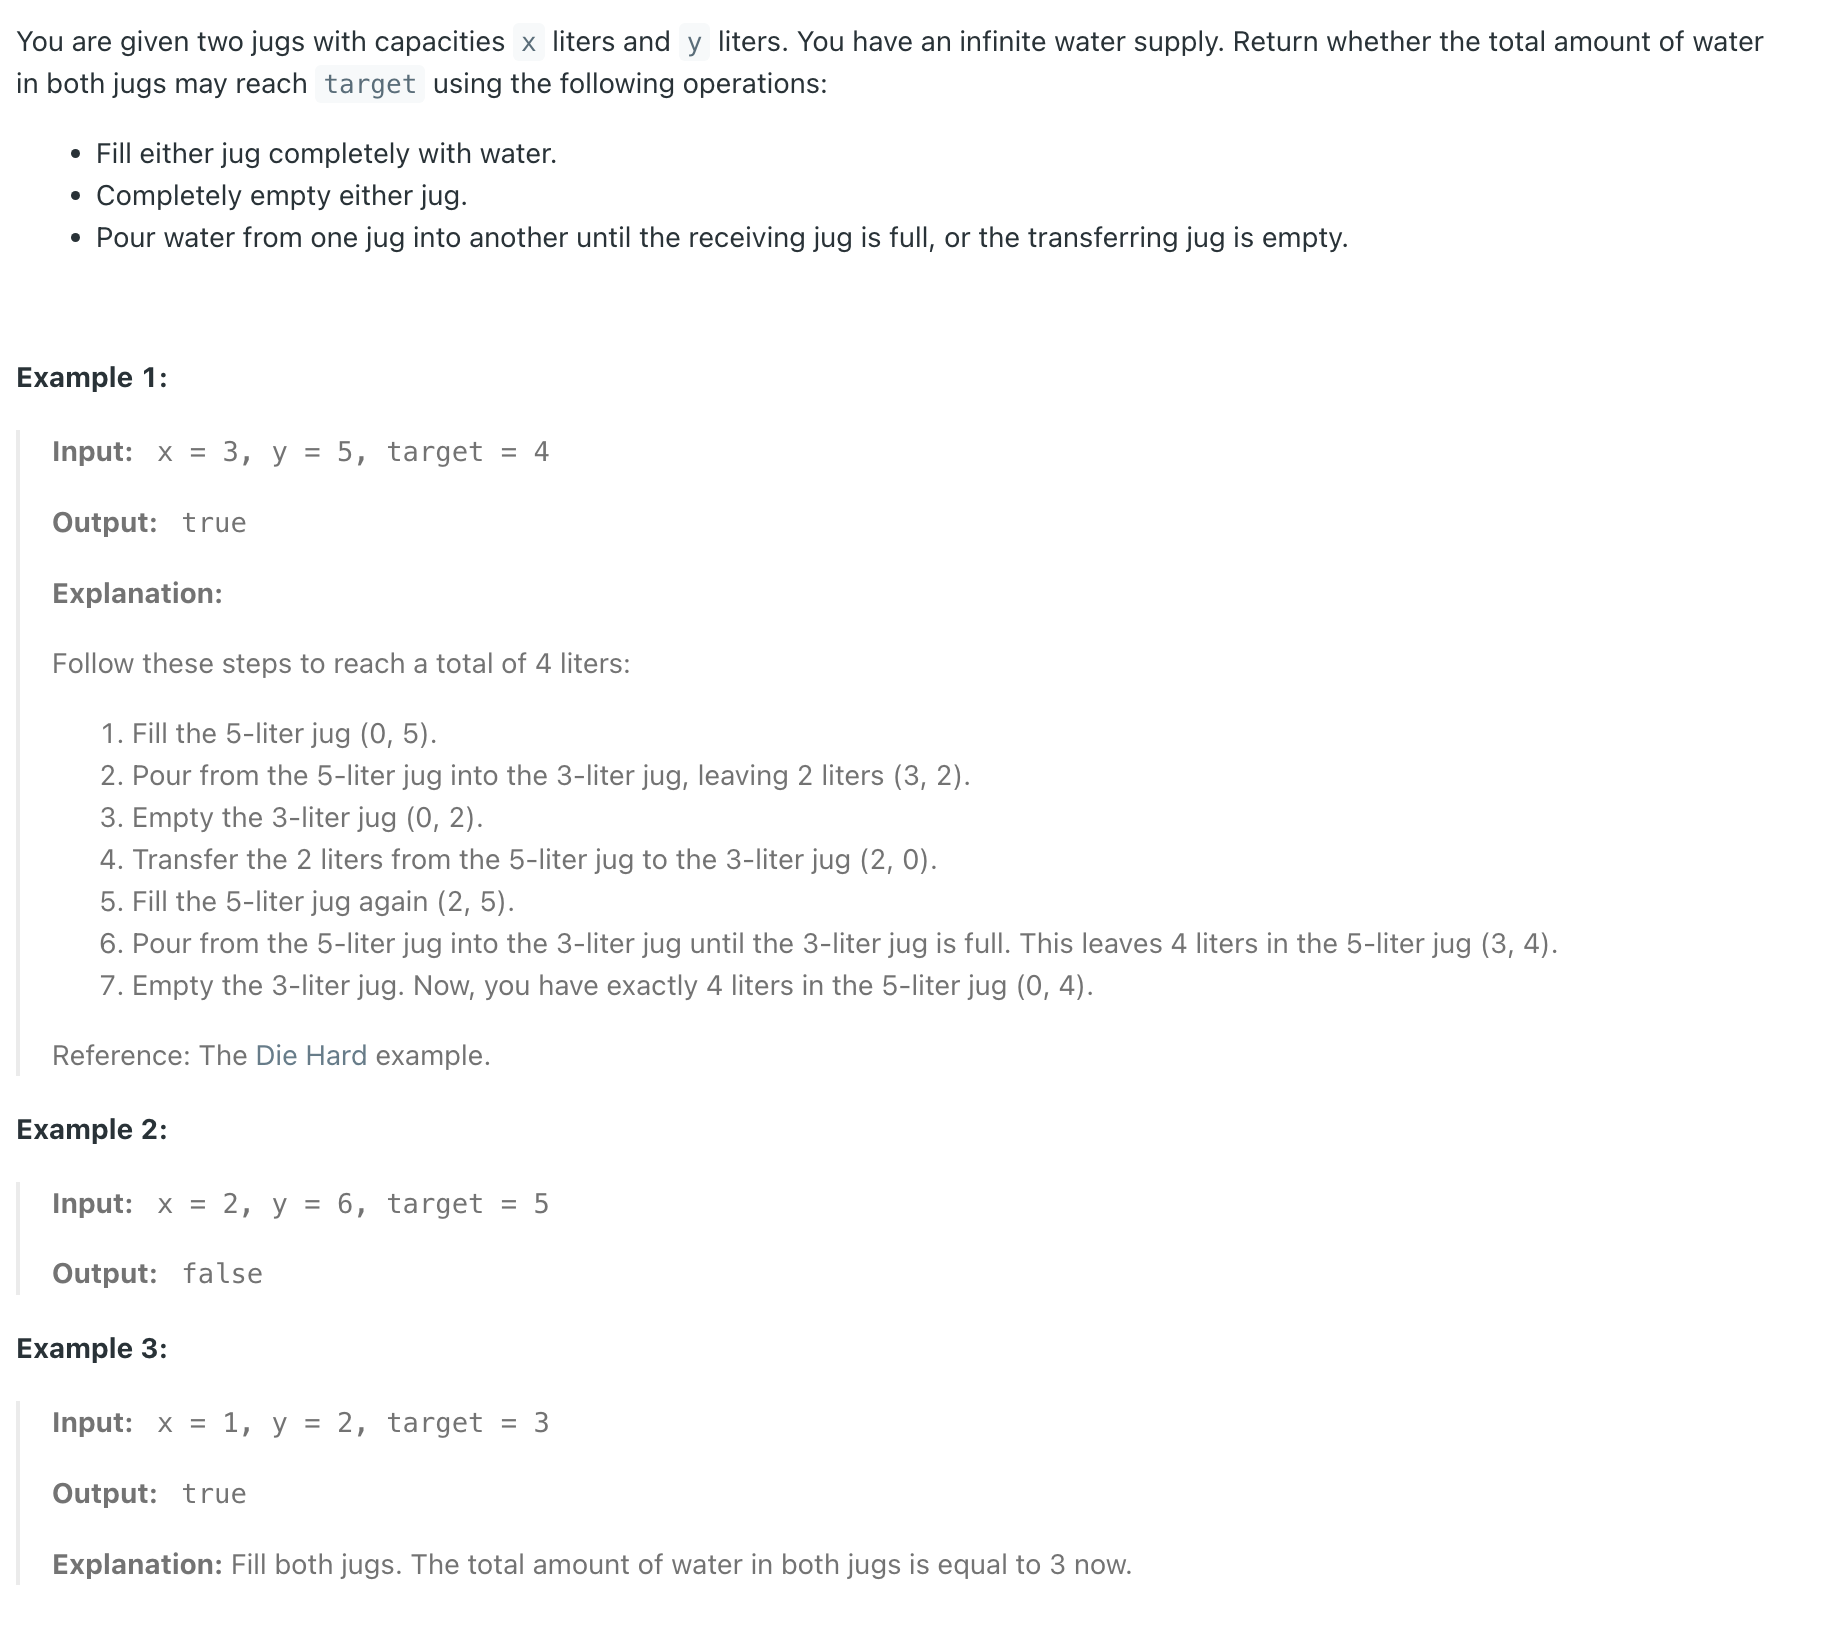 You are given two jugs with capacities x liters and y liters. You have an infinite water supply. Return whether the total amount of water
in both jugs may reach target using the following operations:
• Fill either jug completely with water.
• Completely empty either jug.
• Pour water from one jug into another until the receiving jug is full, or the transferring jug is empty.
Example 1:
Input: x = 3, y = 5, target = 4
Output: true
Explanation:
Follow these steps to reach a total of 4 liters:
1. Fill the 5-liter jug (0, 5).
2. Pour from the 5-liter jug into the 3-liter jug, leaving 2 liters (3, 2).
3. Empty the 3-liter jug (0, 2).
4. Transfer the 2 liters from the 5-liter jug to the 3-liter jug (2, 0).
5. Fill the 5-liter jug again (2, 5).
6. Pour from the 5-liter jug into the 3-liter jug until the 3-liter jug is full. This leaves 4 liters in the 5-liter jug (3, 4).
7. Empty the 3-liter jug. Now, you have exactly 4 liters in the 5-liter jug (0, 4).
Reference: The Die Hard example.
Example 2:
Input: x = 2, y = 6, target = 5
Output: false
Example 3:
Input: x = 1, y = 2, target = 3
Output: true
Explanation: Fill both jugs. The total amount of water in both jugs is equal to 3 now.